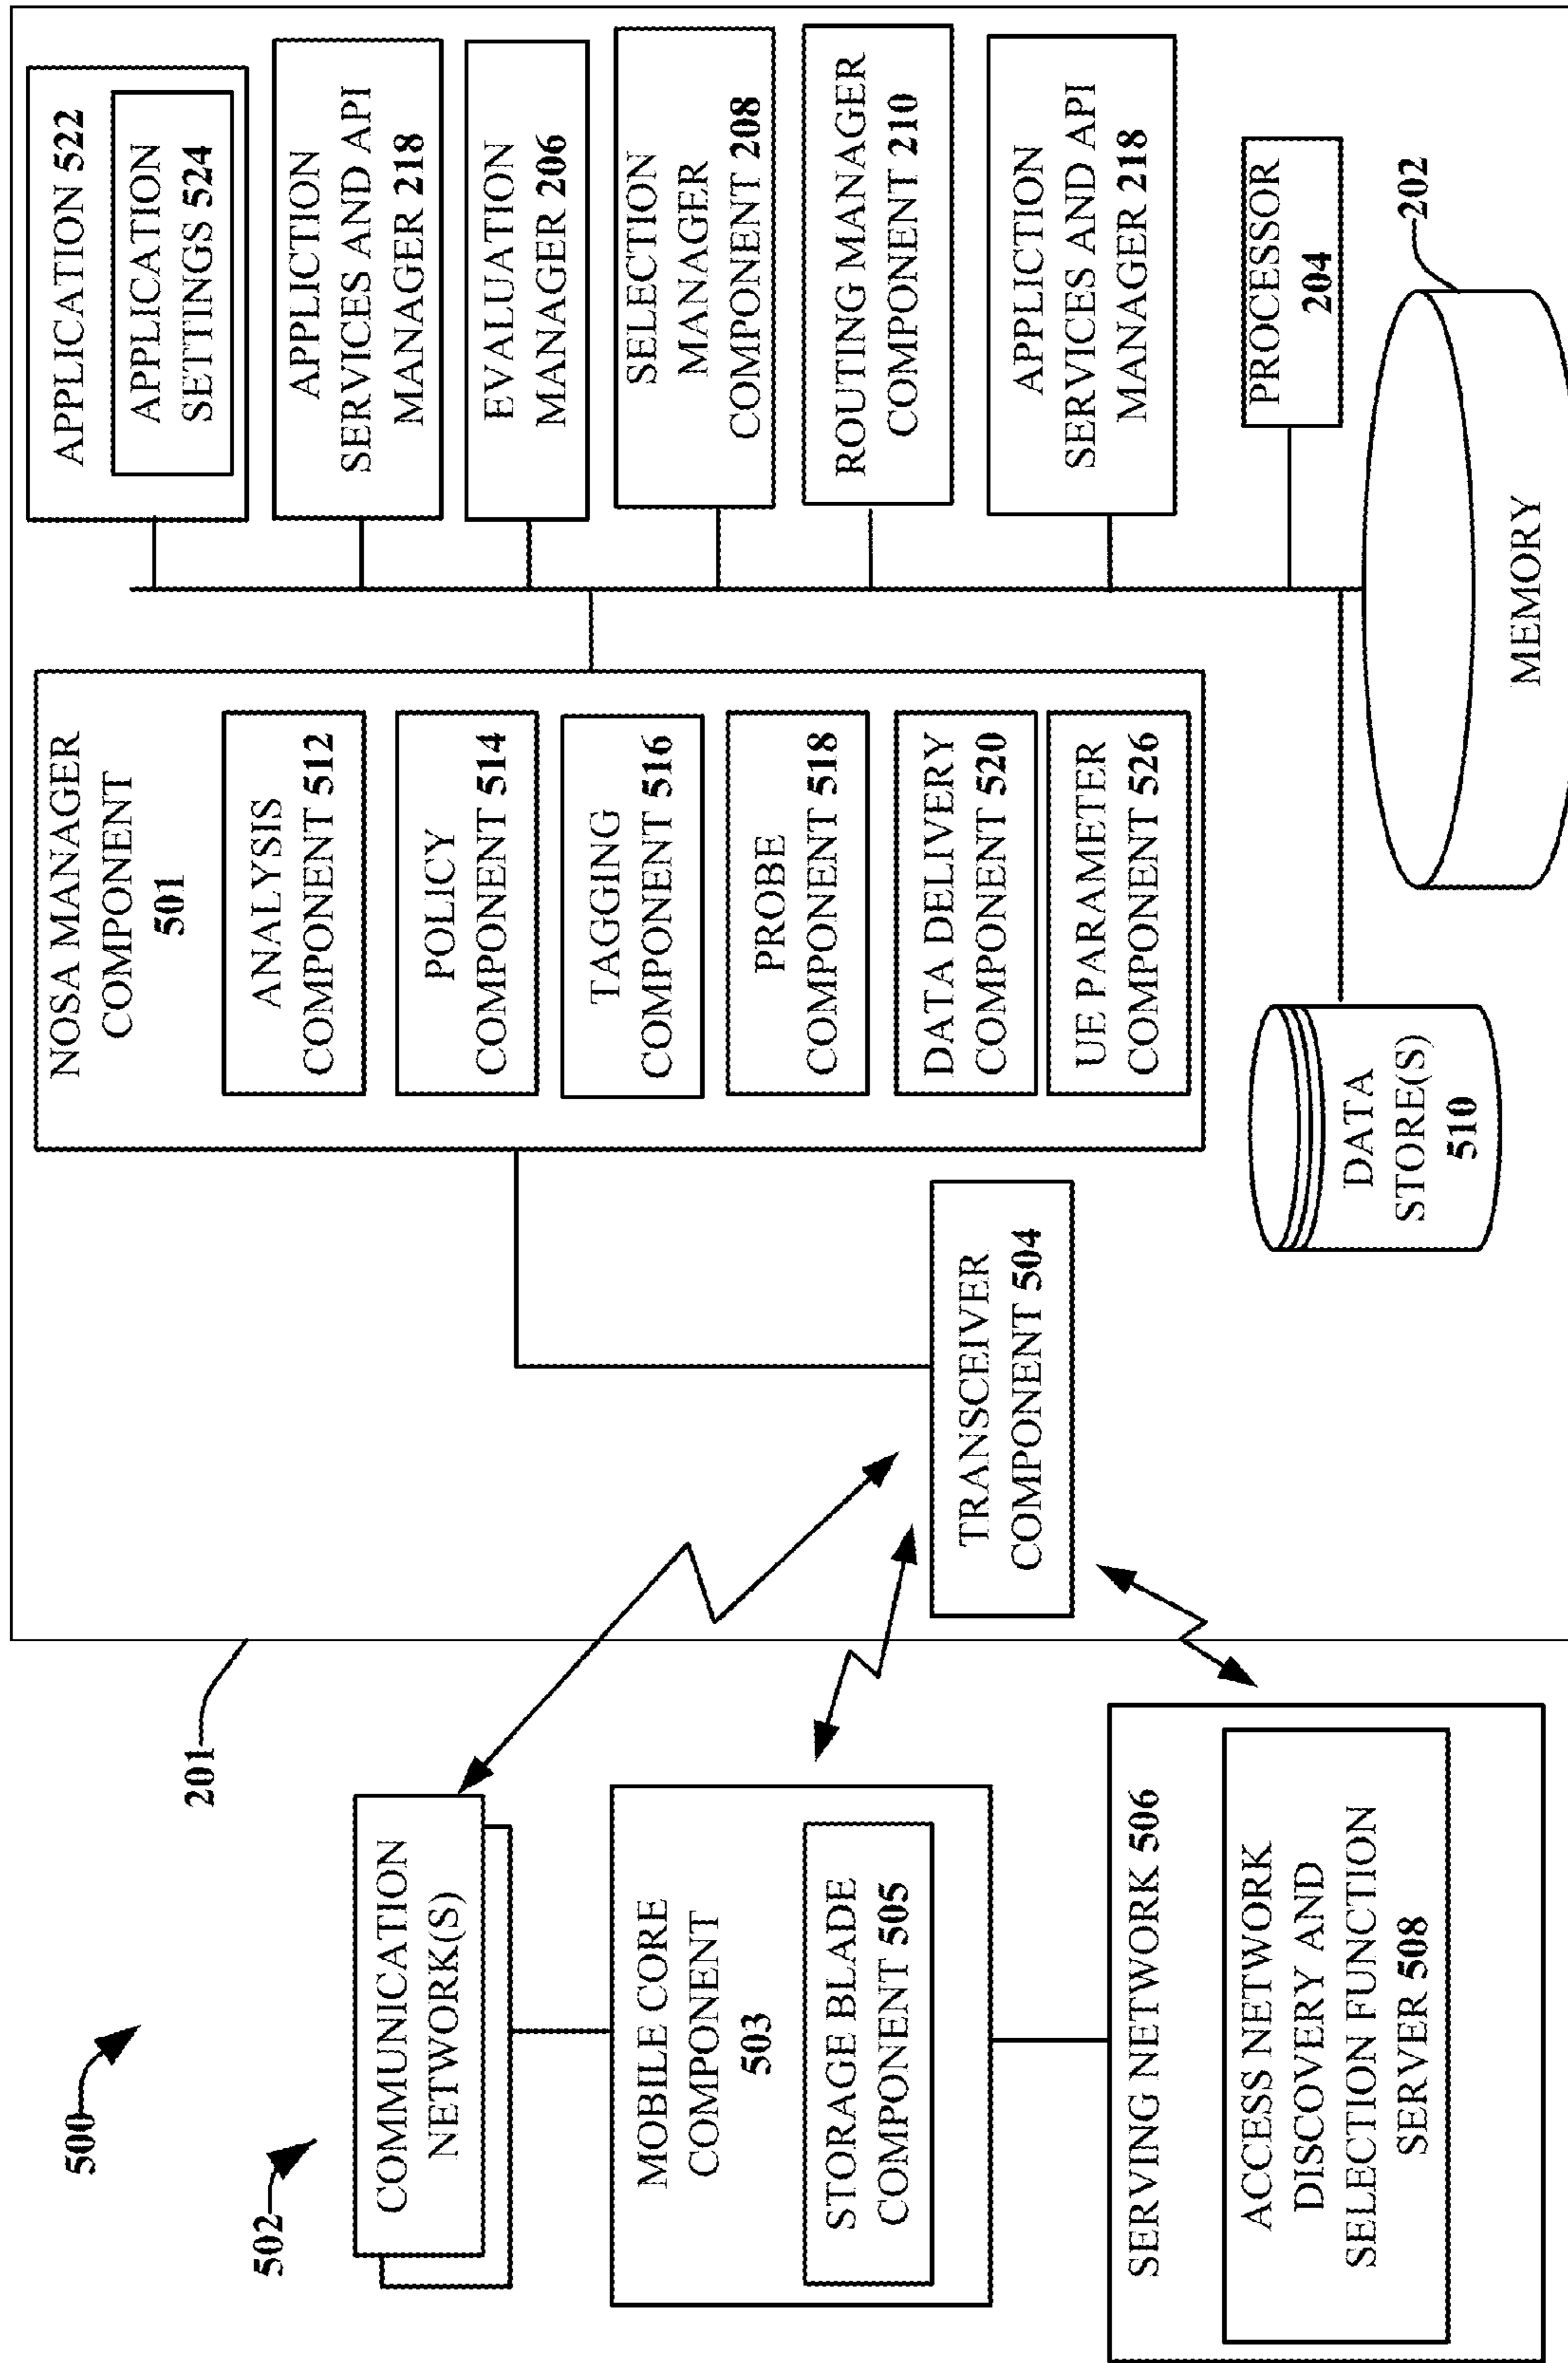 500
502
COMMUNICATION
NETWORK(S)
MOBILE CORE
COMPONENT
503
STORAGE BLADE
COMPONENT 505
SERVING NETWORK 506
ACCESS NETWORK
DISCOVERY AND
SELECTION FUNCTION
SERVER 508
201
TRANSCEIVER
COMPONENT 504
NOSA MANAGER
COMPONENT
501
ANALYSIS
COMPONENT 512
POLICY
COMPONENT 514
TAGGING
COMPONENT 516
PROBE
COMPONENT 518
DATA DELIVERY
COMPONENT 520
UE PARAMETER
COMPONENT 526
DATA
STORE(S)
510
APPLICATION 522
APPLICATION
SETTINGS 524
APPLICTION
SERVICES AND API
MANAGER 218
EVALUATION
MANAGER 206
SELECTION
MANAGER
COMPONENT 208
ROUTING MANAGER
COMPONENT 210
APPLICTION
SERVICES AND API
MANAGER 218
PROCESSOR
204
202
MEMORY